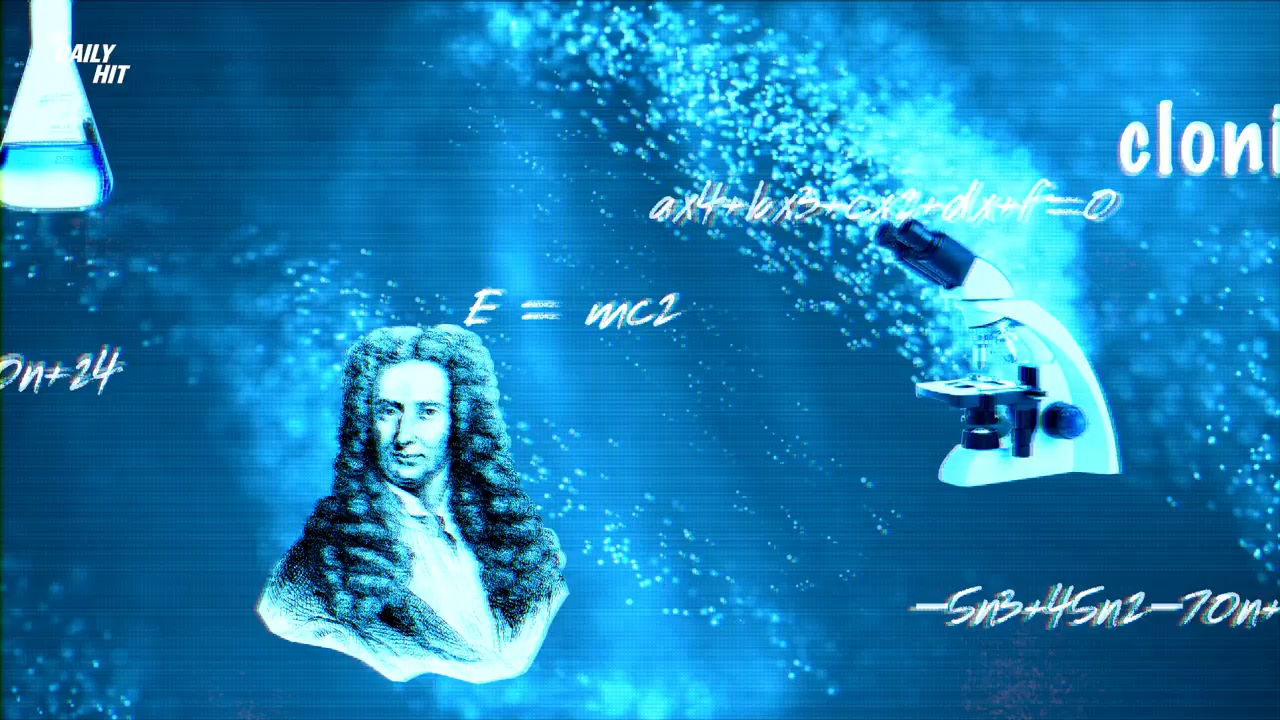 DAILY
HIT
cloni
ax4+bx3+cx2+dx+f=0
E = mc2
0n+24
-5n3+45n2-70n+